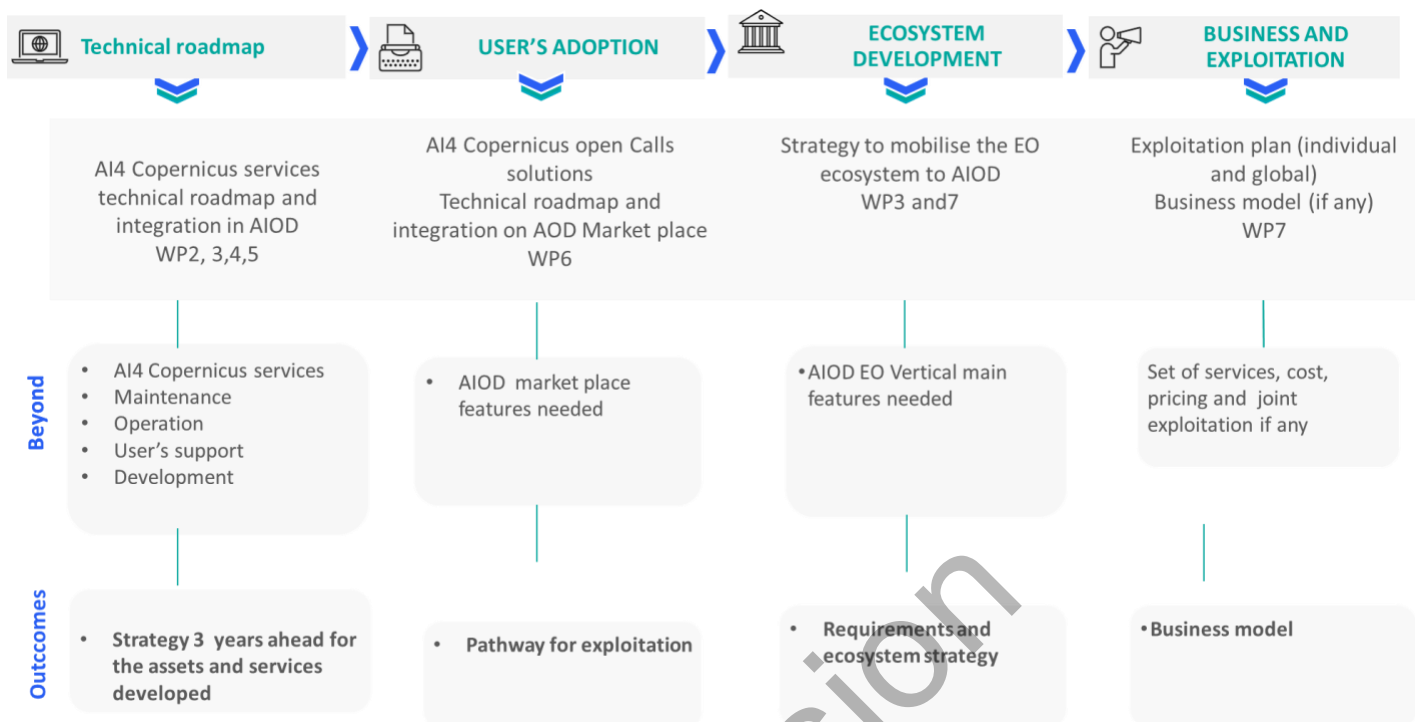 Technical roadmap
USER'S ADOPTION
ECOSYSTEM
DEVELOPMENT
BUSINESS AND
EXPLOITATION
AI4 Copernicus services
technical roadmap and
integration in AIOD
WP2, 3,4,5
AI4 Copernicus open Calls
solutions
Technical roadmap and
integration on AOD Market place
WP6
Strategy to mobilise the EO
ecosystem to AIOD
WP3 and7
Exploitation plan (individual
and global)
Business model (if any)
WP7
Beyond
• AI4 Copernicus services
• Maintenance
• Operation
• User's support
• Development
• AIOD market place
features needed
•AIOD EO Vertical main
features needed
Set of services, cost,
pricing and joint
exploitation if any
Outcccomes
• Strategy 3 years ahead for
the assets and services
developed
• Pathway for exploitation
• Requirements and
ecosystem strategy
•Business model
sion